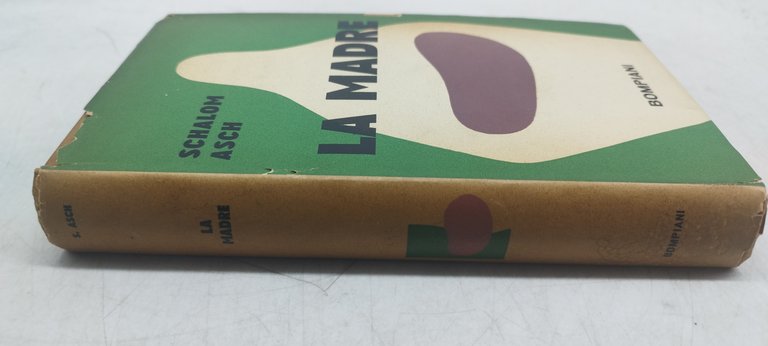 SCHALOM
ASCH
LA MADRE
BOMPIANI
S. ASCH
LA
MADRE
BOMPIANI